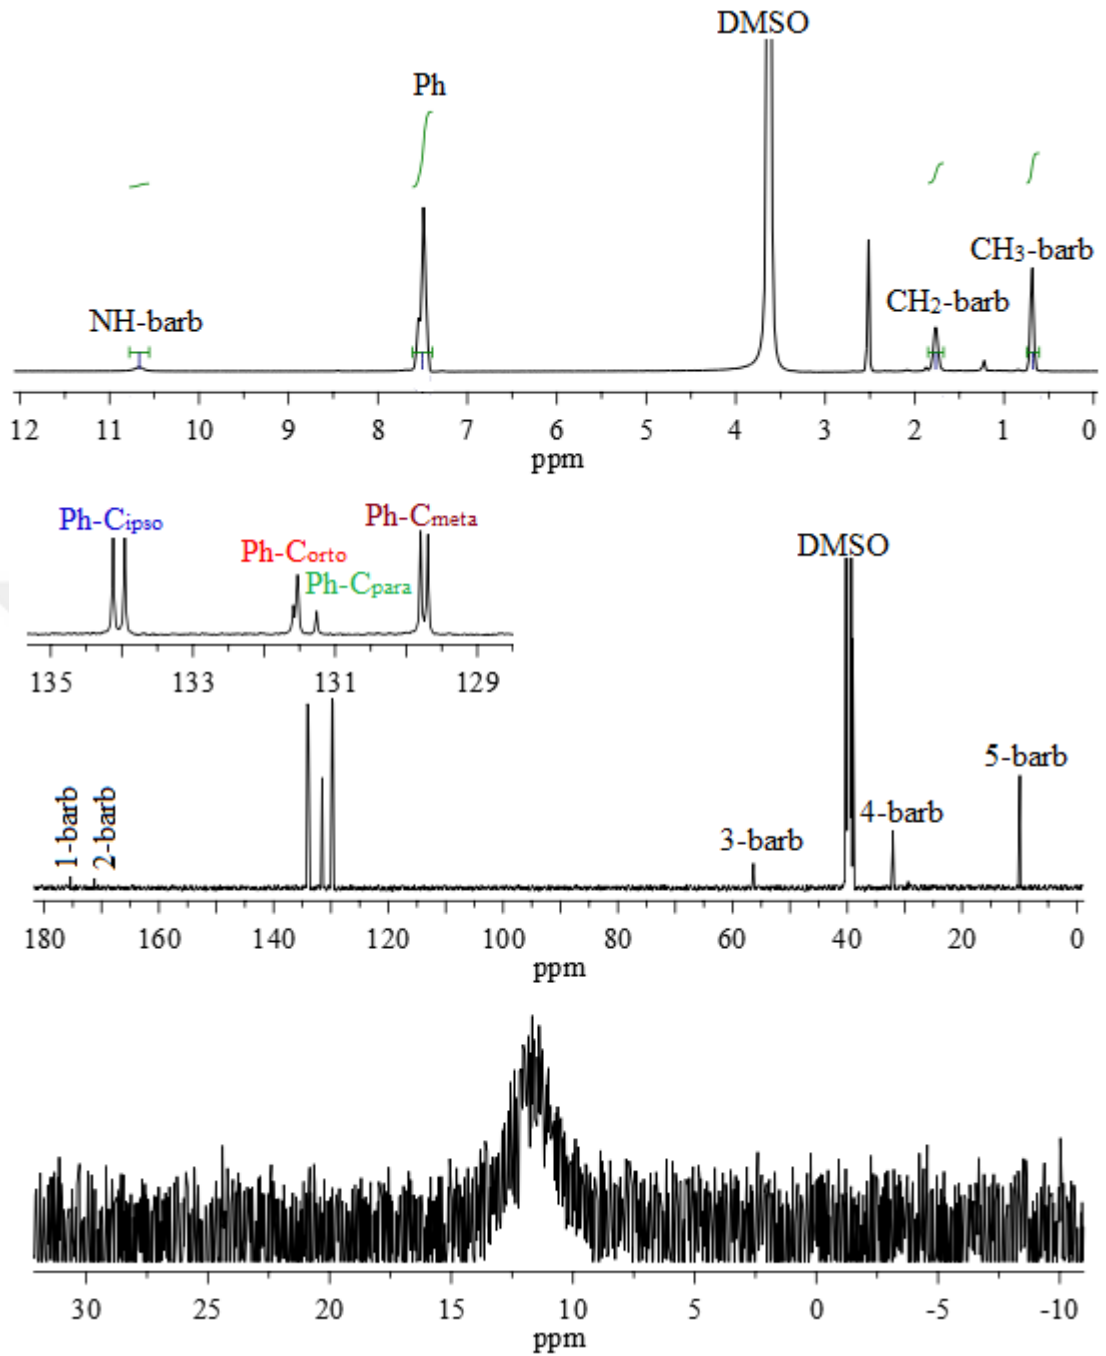 DMSO
Ph
CH3-barb
CH2-barb
NH-barb
12 11 10 9 8 7 6 5 4 3 2 1 0
ppm
Ph-Cipso
Ph-Cmeta
Ph-Corto
Ph-Cpara
DMSO
135 133 131 129
1-barb
2-barb
3-barb
4-barb
5-barb
180 160 140 120 100 80 60 40 20 0
ppm
30 25 20 15 10 5 0 -5 -10
ppm